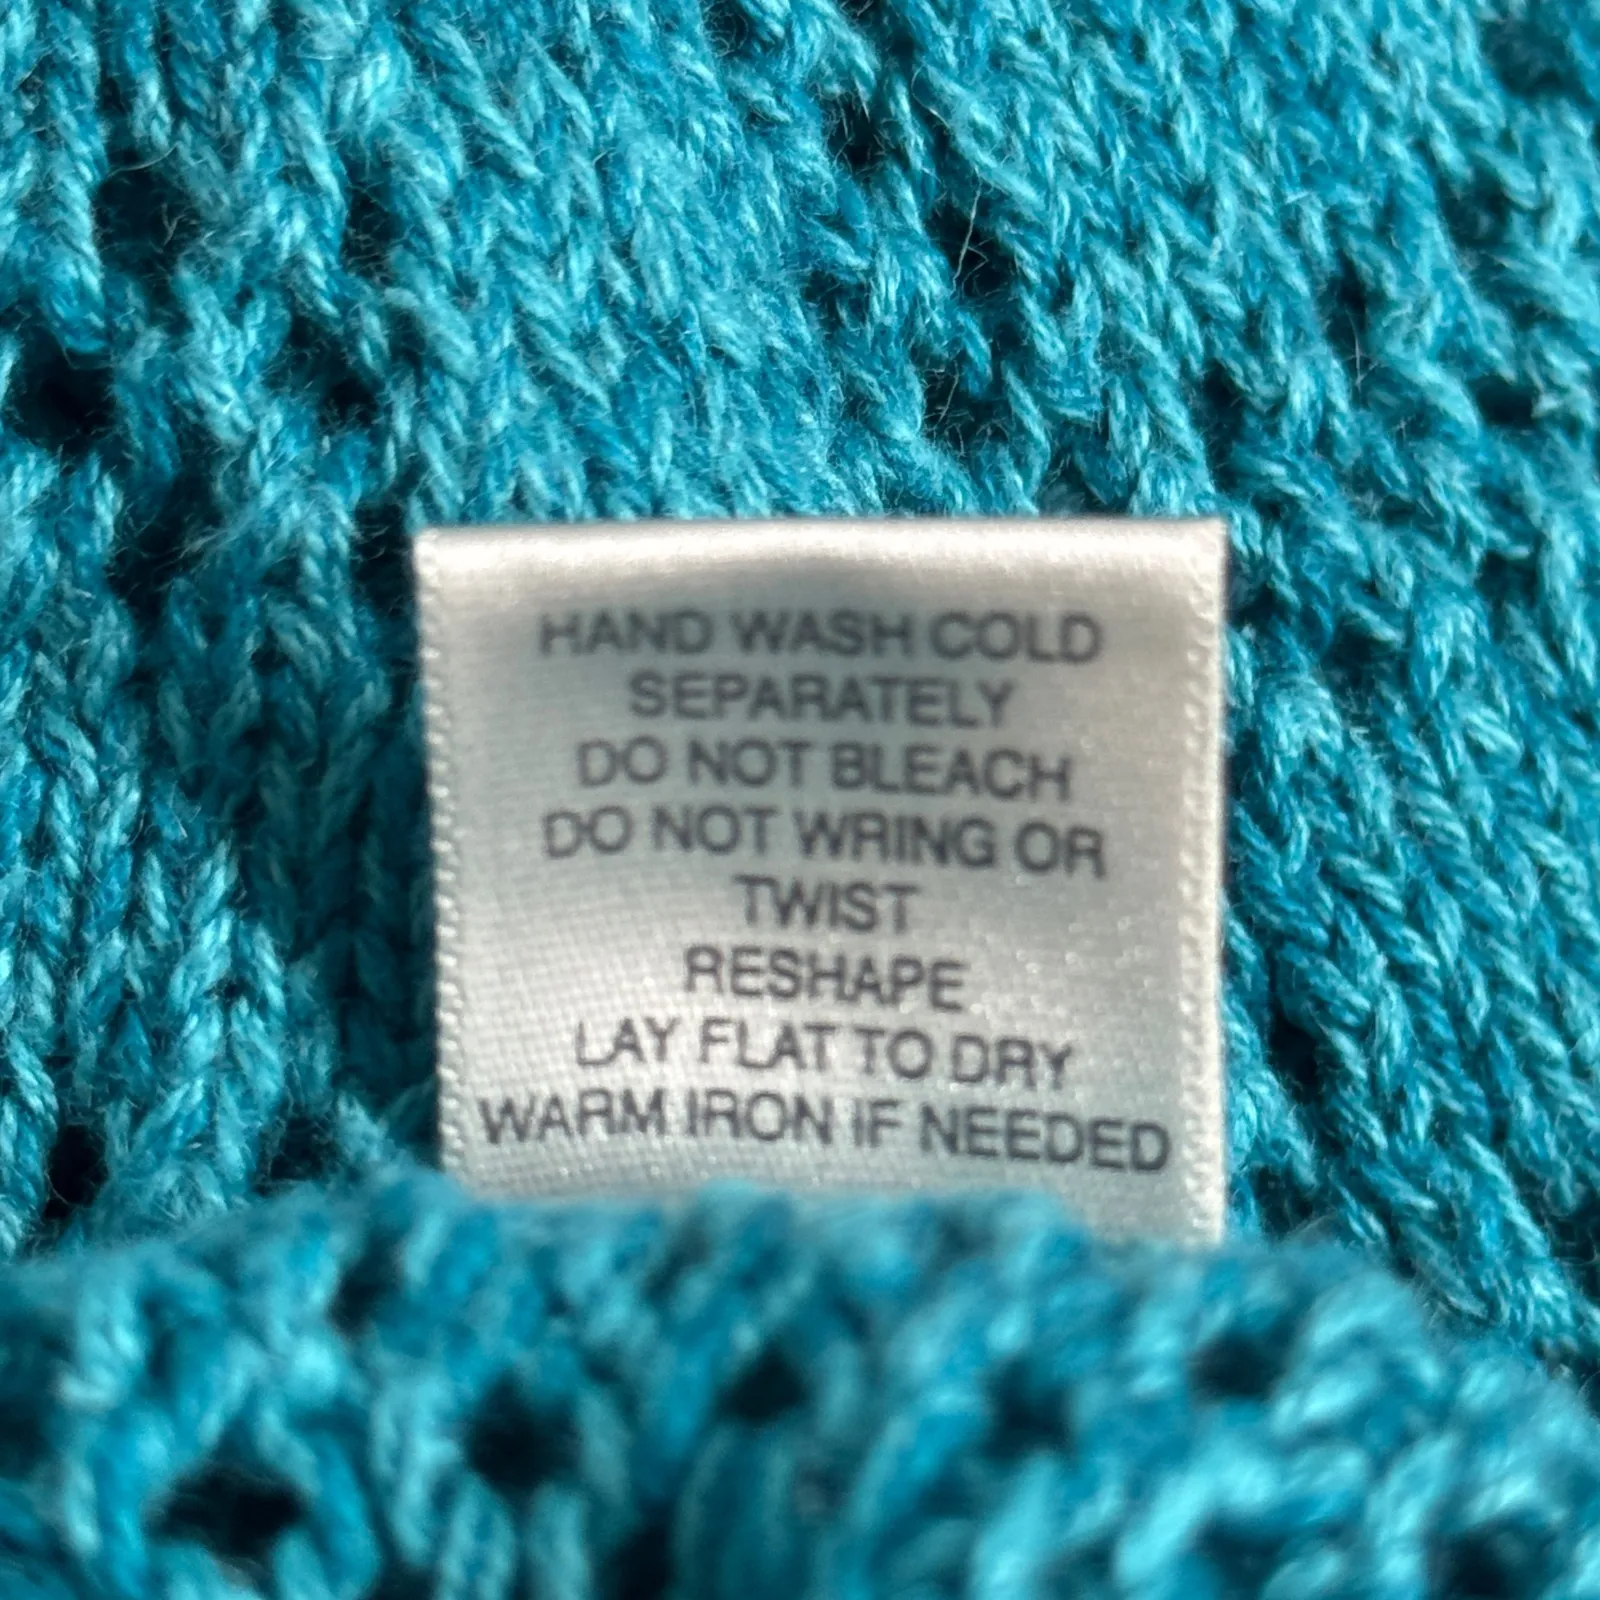 HAND WASH COLD
SEPARATELY
DO NOT BLEACH
DO NOT WRIING OR
TWIST
RESHAPE
LAY FLAT TO DRY
WARM IRON IF NEEDED